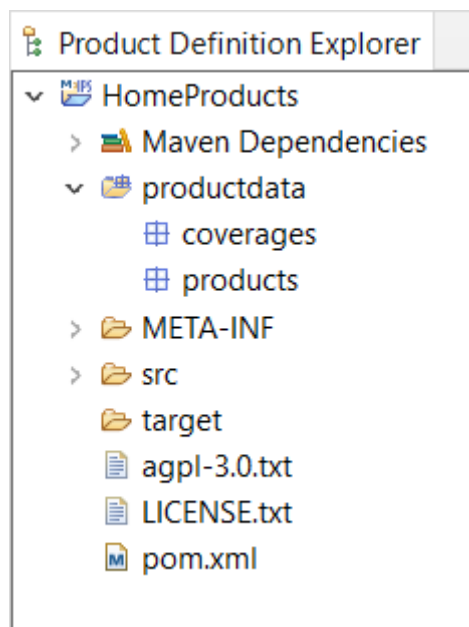 Product Definition Explorer
HomeProducts
Maven Dependencies
productdata
coverages
products
META-INF
src
target
agpl-3.0.txt
LICENSE.txt
pom.xml